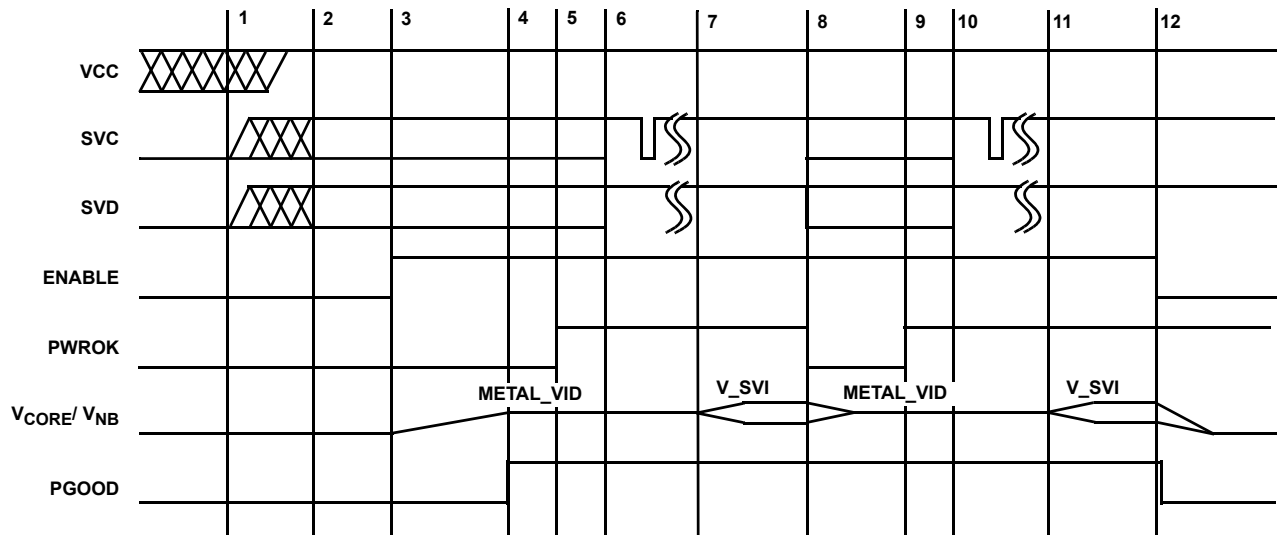 1 2 3 4 5 6 7 8 9 10 11 12
VCC
SVC
SVD
ENABLE
PWROK
METAL_VID V_SVI METAL_VID V_SVI
VCORE/ VNB
PGOOD